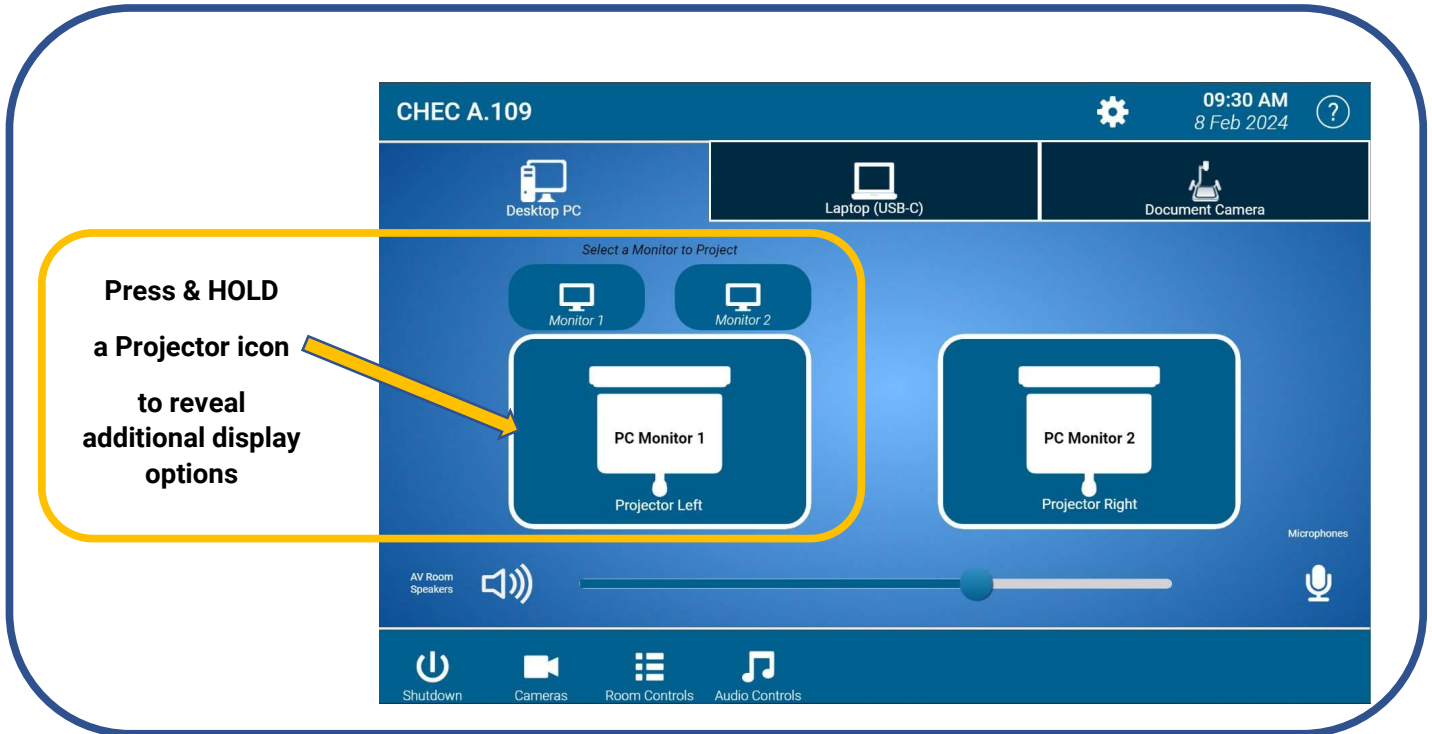 CHEC A.109
09:30 AM
8 Feb 2024
?
Desktop PC
Laptop (USB-C)
Document Camera
Press & HOLD
a Projector icon
to reveal
additional display
options
Select a Monitor to Project
Monitor 1
Monitor 2
PC Monitor 1
Projector Left
PC Monitor 2
Projector Right
Microphones
AV Room
Speakers
Shutdown
Cameras
Room Controls
Audio Controls